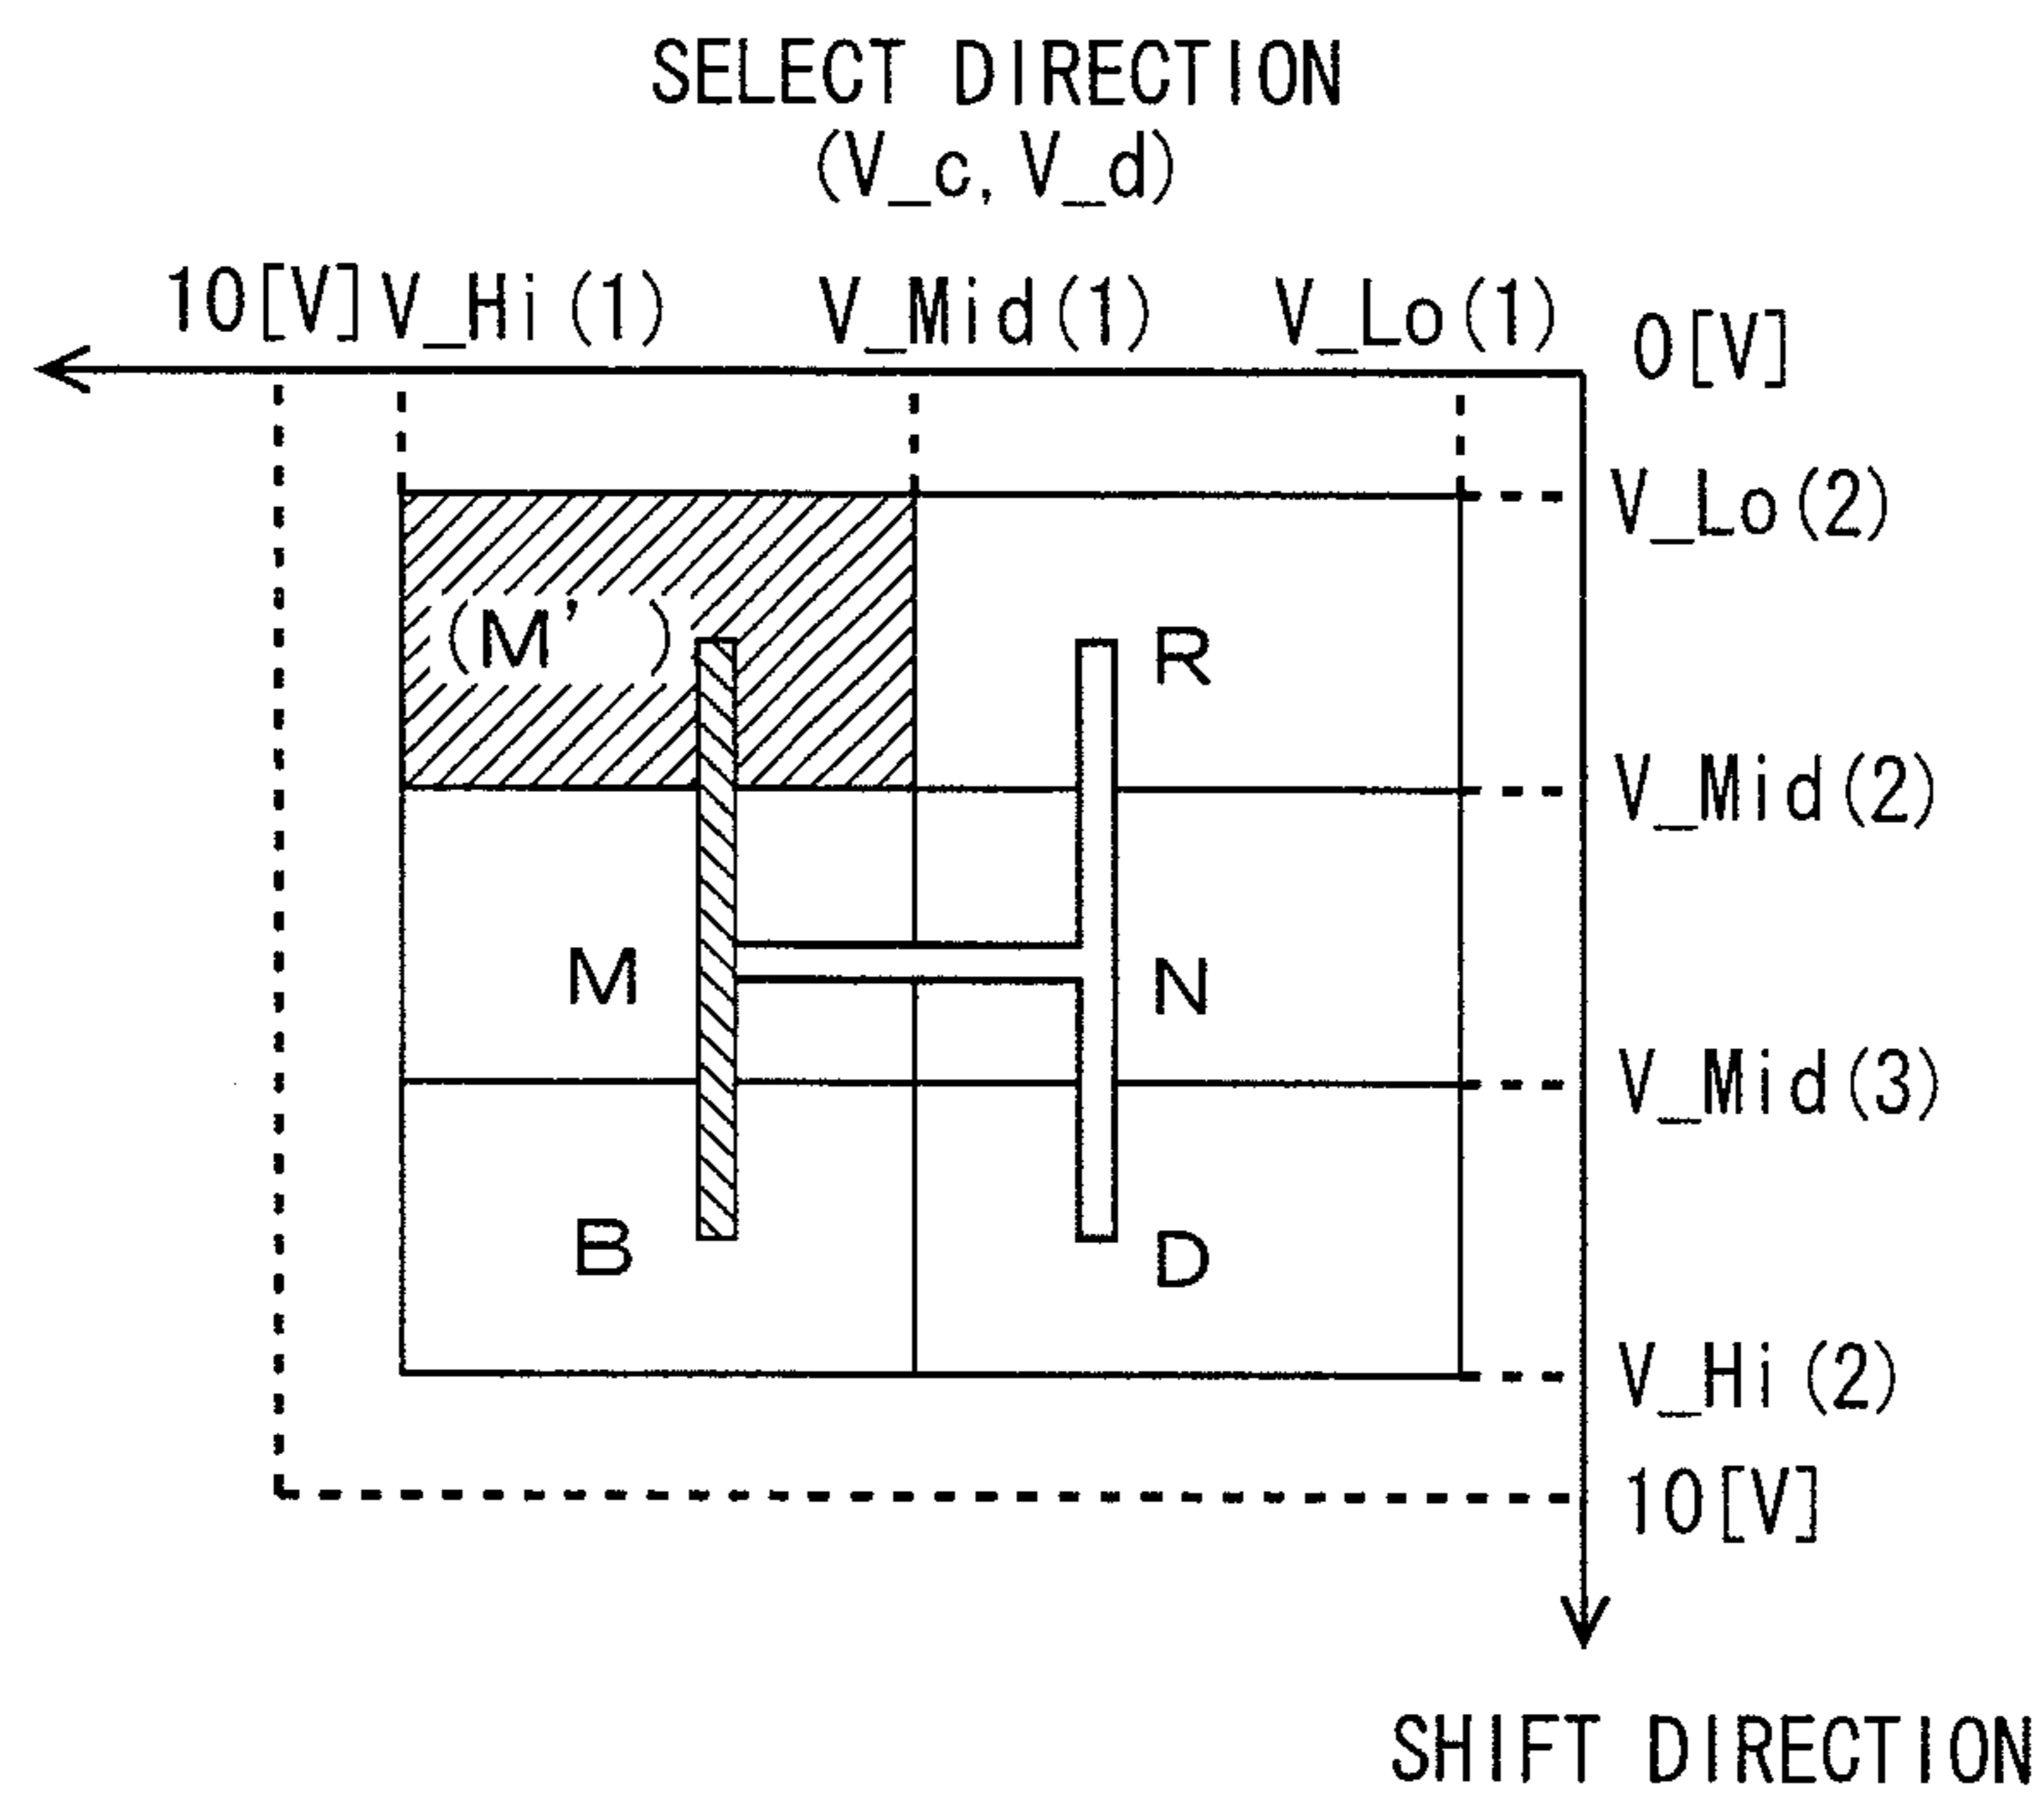 SELECT DIRECTION
(V_c, V_d)
10[V] V_Hi(1) V_Mid(1) V_Lo(1) 0[V]
V_Lo(2)
(M' ) R
V_Mid(2)
M N
V_Mid(3)
B D
V_Hi(2)
10[V]
SHIFT DIRECTION